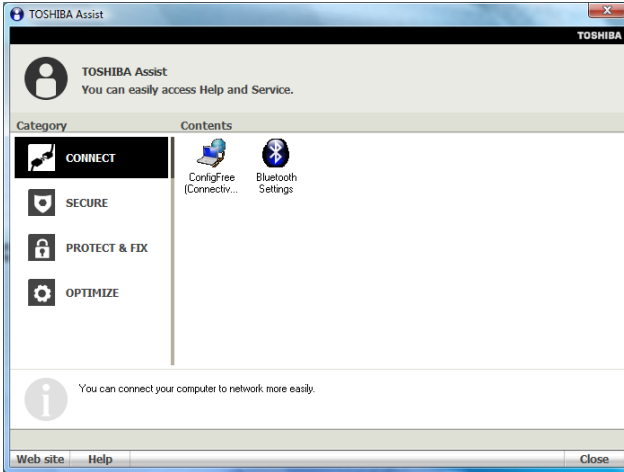 TOSHIBA Assist
TOSHIBA
TOSHIBA Assist
You can easily access Help and Service.
Category
Contents
CONNECT
SECURE
PROTECT & FIX
OPTIMIZE
ConfigFree
(Connectiv...
Bluetooth
Settings
You can connect your computer to network more easily.
Web site Help Close